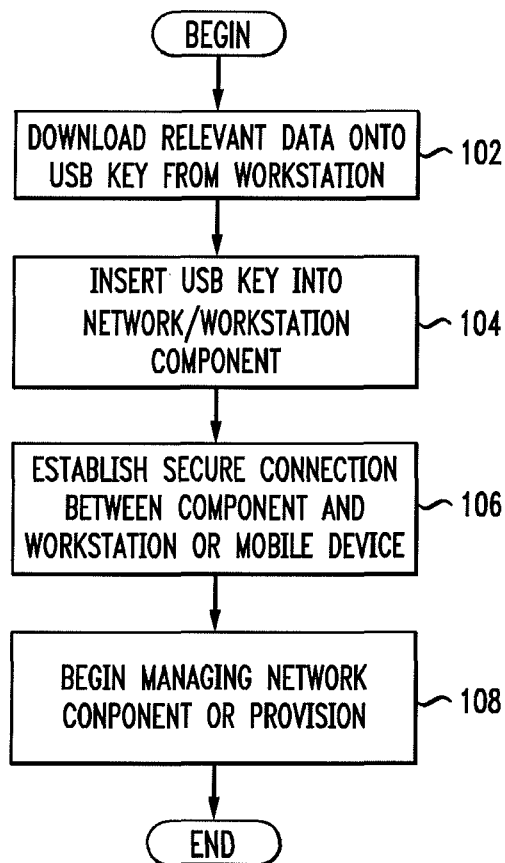 BEGIN
DOWNLOAD RELEVANT DATA ONTO
USB KEY FROM WORKSTATION
102
INSERT USB KEY INTO
NETWORK/WORKSTATION
COMPONENT
104
ESTABLISH SECURE CONNECTION
BETWEEN COMPONENT AND
WORKSTATION OR MOBILE DEVICE
106
BEGIN MANAGING NETWORK
CONPONENT OR PROVISION
108
END